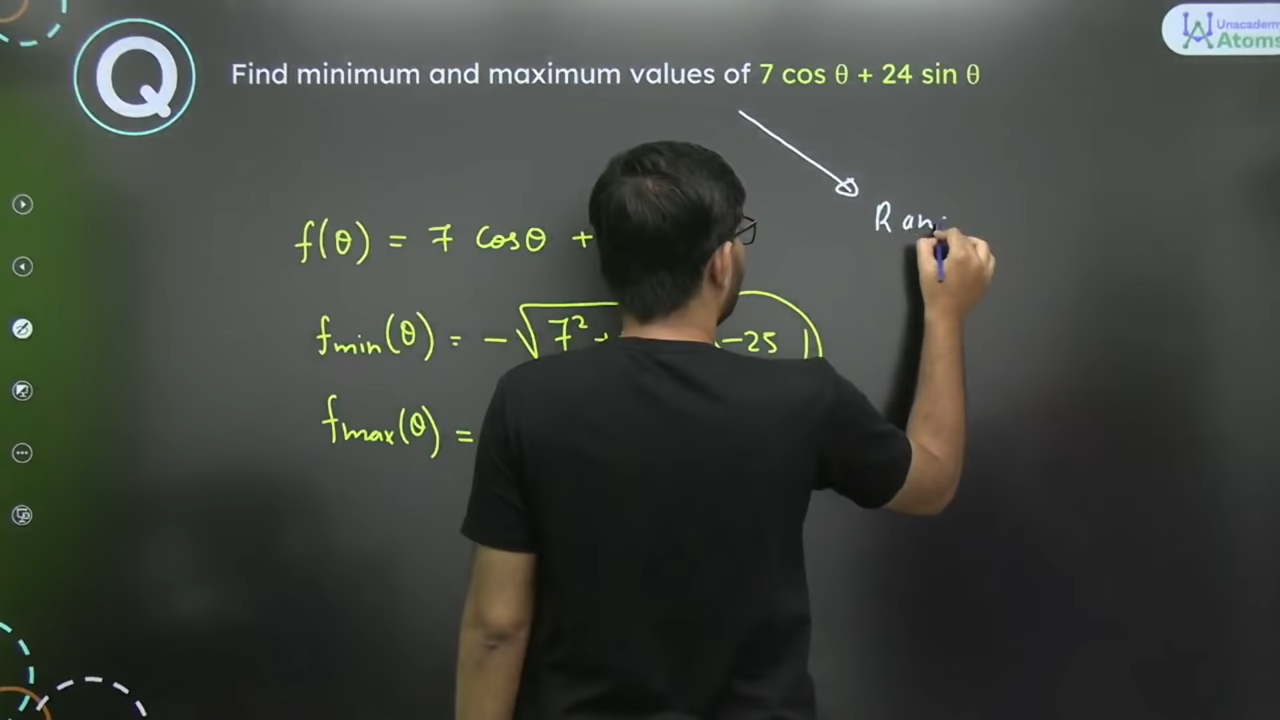 Unacademy
Atoms
Q
Find minimum and maximum values of 7 cos θ + 24 sin θ
Ran
f(θ) = 7 cosθ +
fmin(θ) = -√7² + -25
fmax(θ) =